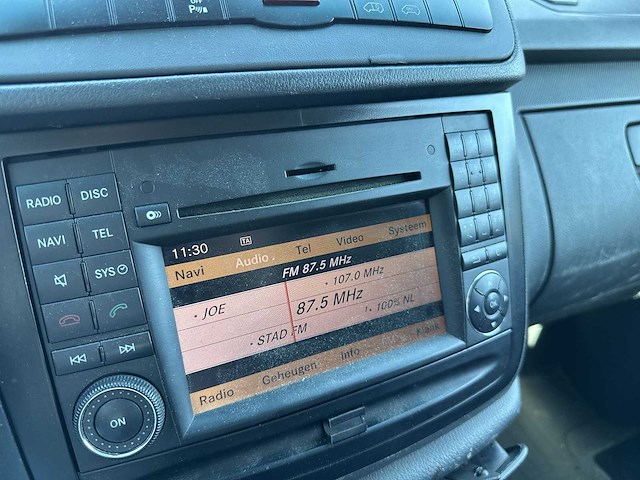 OFF
P
RADIO DISC
NAVI TEL
SYS
ON
11:30 TA
Navi Audio Tel Video Systeem
FM 87.5 MHz
107.0 MHz
JOE
87.5 MHz
100% NL
STAD FM
Radio Geheugen Info Klank